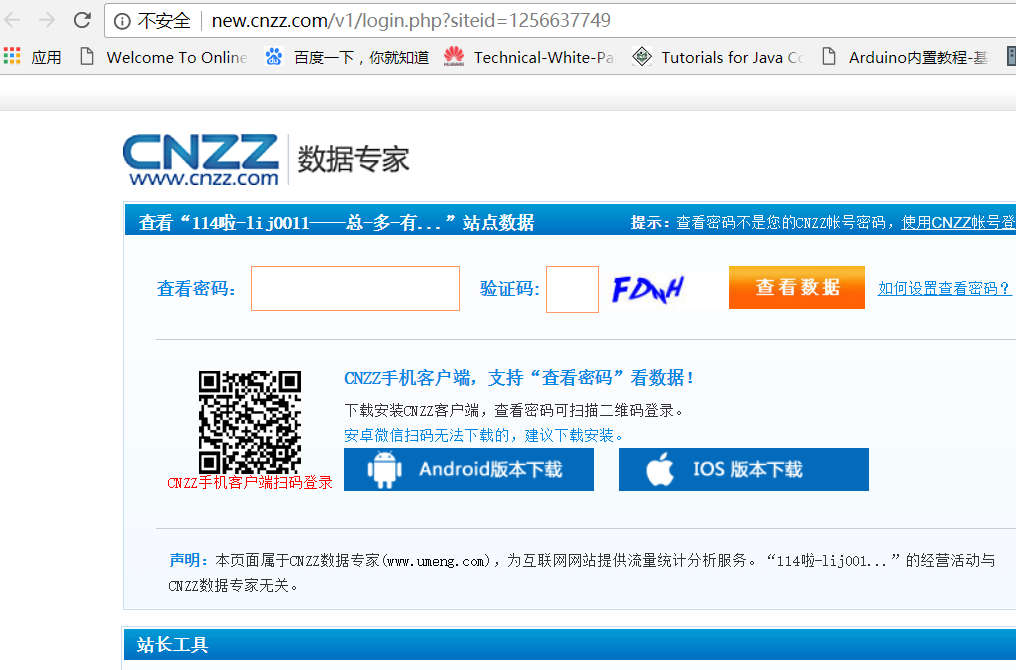 不安全 new.cnzz.com/v1/login.php?siteid=1256637749
应用 Welcome To Online 百度一下，你就知道 Technical-White-Pa Tutorials for Java Co Arduino内置教程-基
CNZZ 数据专家
www.cnzz.com
查看“114啦-lij0011——总-多-有...”站点数据 提示：查看密码不是您的CNZZ帐号密码，使用CNZZ帐号登
查看密码: 验证码: FDNH 查看数据 如何设置查看密码？
CNZZ手机客户端，支持“查看密码”看数据！
下载安装CNZZ客户端，查看密码可扫描二维码登录。
安卓微信扫码无法下载的，建议下载安装。
Android版本下载 IOS 版本下载
CNZZ手机客户端扫码登录
声明：本页面属于CNZZ数据专家(www.umeng.com)，为互联网网站提供流量统计分析服务。“114啦-lij001...”的经营活动与
CNZZ数据专家无关。
站长工具